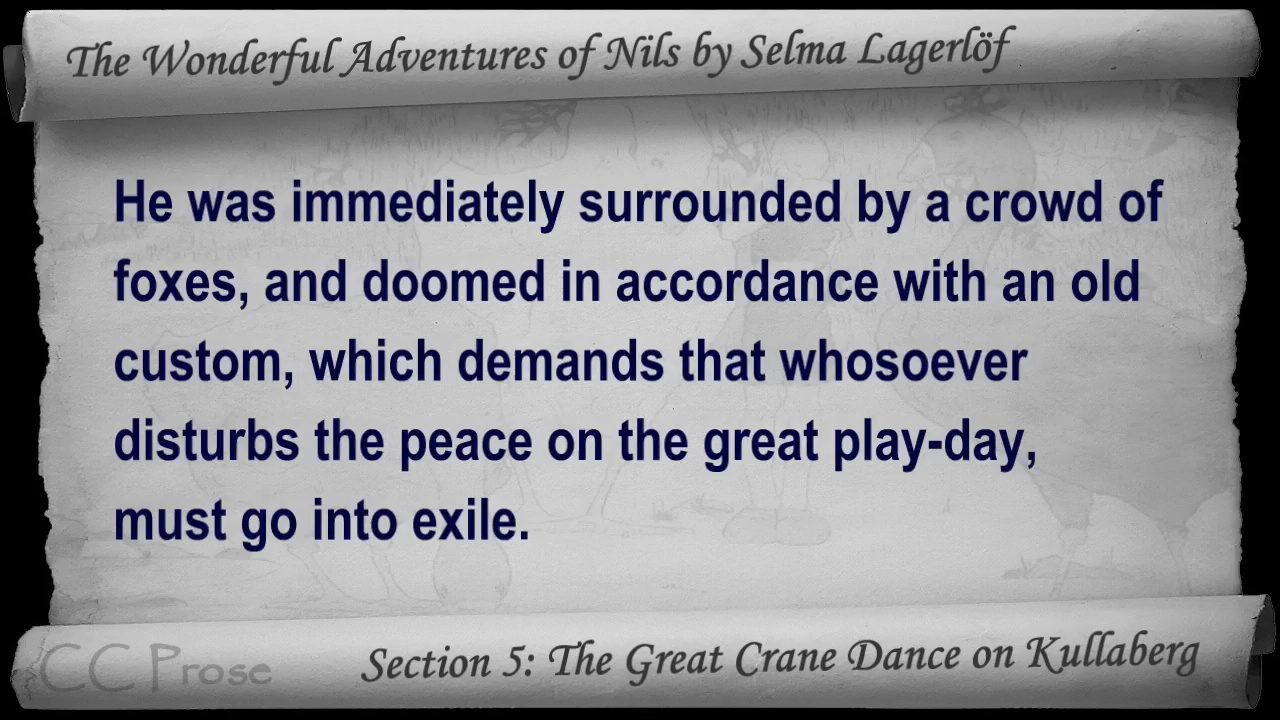 The Wonderful Adventures of Nils by Selma Lagerlöf
He was immediately surrounded by a crowd of
foxes, and doomed in accordance with an old
custom, which demands that whosoever
disturbs the peace on the great play-day,
must go into exile.
CC Prose
Section 5: The Great Crane Dance on Kullaberg